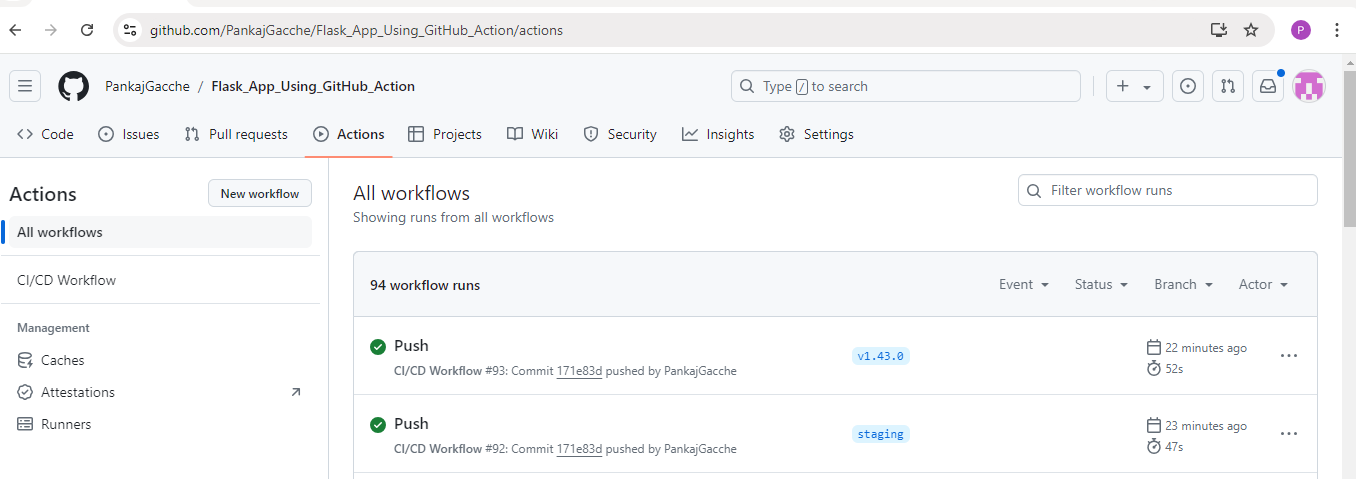 github.com/PankajGacche/Flask_App_Using_GitHub_Action/actions
P
PankajGacche / Flask_App_Using_GitHub_Action
Type / to search
Code Issues Pull requests Actions Projects Wiki Security Insights Settings
Actions
New workflow
All workflows
CI/CD Workflow
Management
Caches
Attestations
Runners
All workflows
Showing runs from all workflows
Filter workflow runs
94 workflow runs
Event Status Branch Actor
Push
CI/CD Workflow #93: Commit 171e83d pushed by PankajGacche
v1.43.0
22 minutes ago
52s
Push
CI/CD Workflow #92: Commit 171e83d pushed by PankajGacche
staging
23 minutes ago
47s